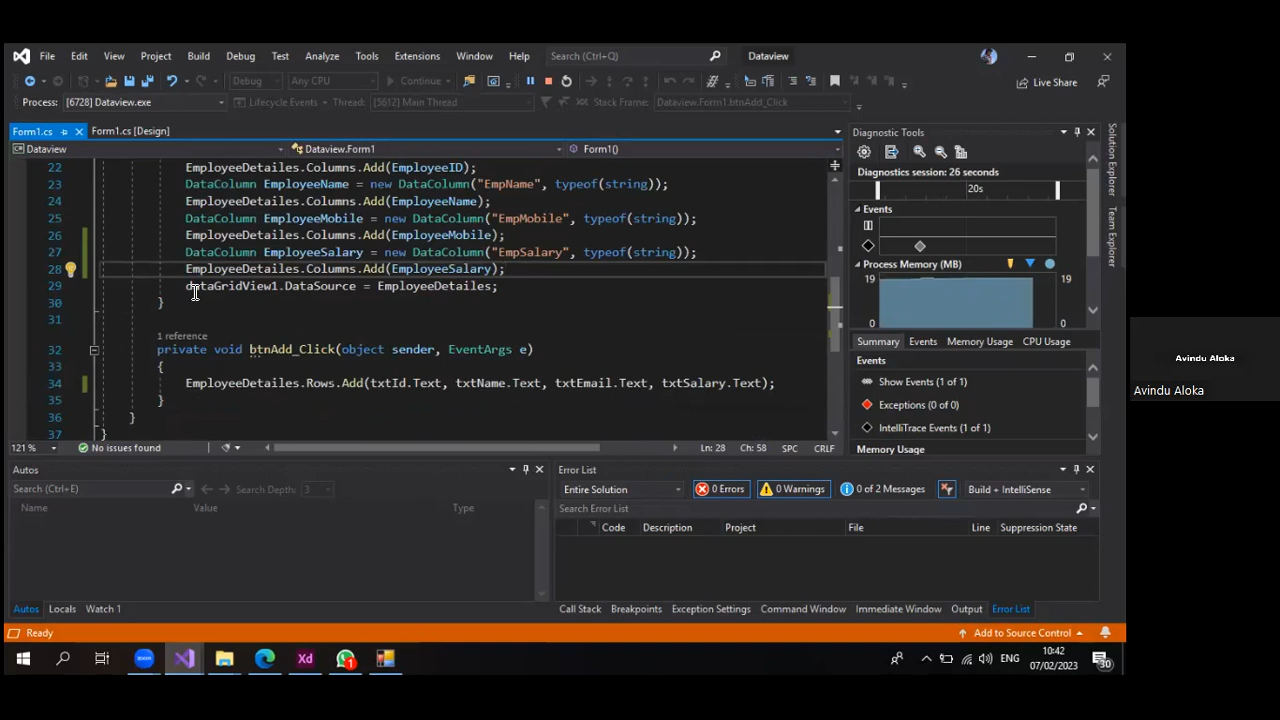 File Edit View Project Build Debug Test Analyze Tools Extensions Window Help Search (Ctrl+Q) Dataview
Debug Any CPU Continue Live Share
Process: [6728] Dataview.exe Lifecycle Events Thread: [5612] Main Thread Stack Frame: Dataview.Form1.btnAdd_Click
Form1.cs Form1.cs [Design]
Dataview Dataview.Form1 Form1()
22 EmployeeDetailes.Columns.Add(EmployeeID);
23 DataColumn EmployeeName = new DataColumn("EmpName", typeof(string));
24 EmployeeDetailes.Columns.Add(EmployeeName);
25 DataColumn EmployeeMobile = new DataColumn("EmpMobile", typeof(string));
26 EmployeeDetailes.Columns.Add(EmployeeMobile);
27 DataColumn EmployeeSalary = new DataColumn("EmpSalary", typeof(string));
28 EmployeeDetailes.Columns.Add(EmployeeSalary);
29 dataGridView1.DataSource = EmployeeDetailes;
30 }
31
1 reference
32 private void btnAdd_Click(object sender, EventArgs e)
33 {
34 EmployeeDetailes.Rows.Add(txtId.Text, txtName.Text, txtEmail.Text, txtSalary.Text);
35 }
36 }
37 }
121 % No issues found Ln: 28 Ch: 58 SPC CRLF
Diagnostic Tools
Diagnostics session: 26 seconds
20s
Events
Process Memory (MB)
19 19
0 0
Summary Events Memory Usage CPU Usage
Events
Show Events (1 of 1)
Exceptions (0 of 0)
IntelliTrace Events (1 of 1)
Memory Usage
Solution Explorer
Team Explorer
Autos
Search (Ctrl+E) Search Depth: 3
Name Value Type
Autos Locals Watch 1
Error List
Entire Solution 0 Errors 0 Warnings 0 of 2 Messages Build + IntelliSense
Search Error List
Code Description Project File Line Suppression State
Call Stack Breakpoints Exception Settings Command Window Immediate Window Output Error List
Ready Add to Source Control
zoom Xd 1 ENG 10:42
07/02/2023 30
Avindu Aloka
Avindu Aloka